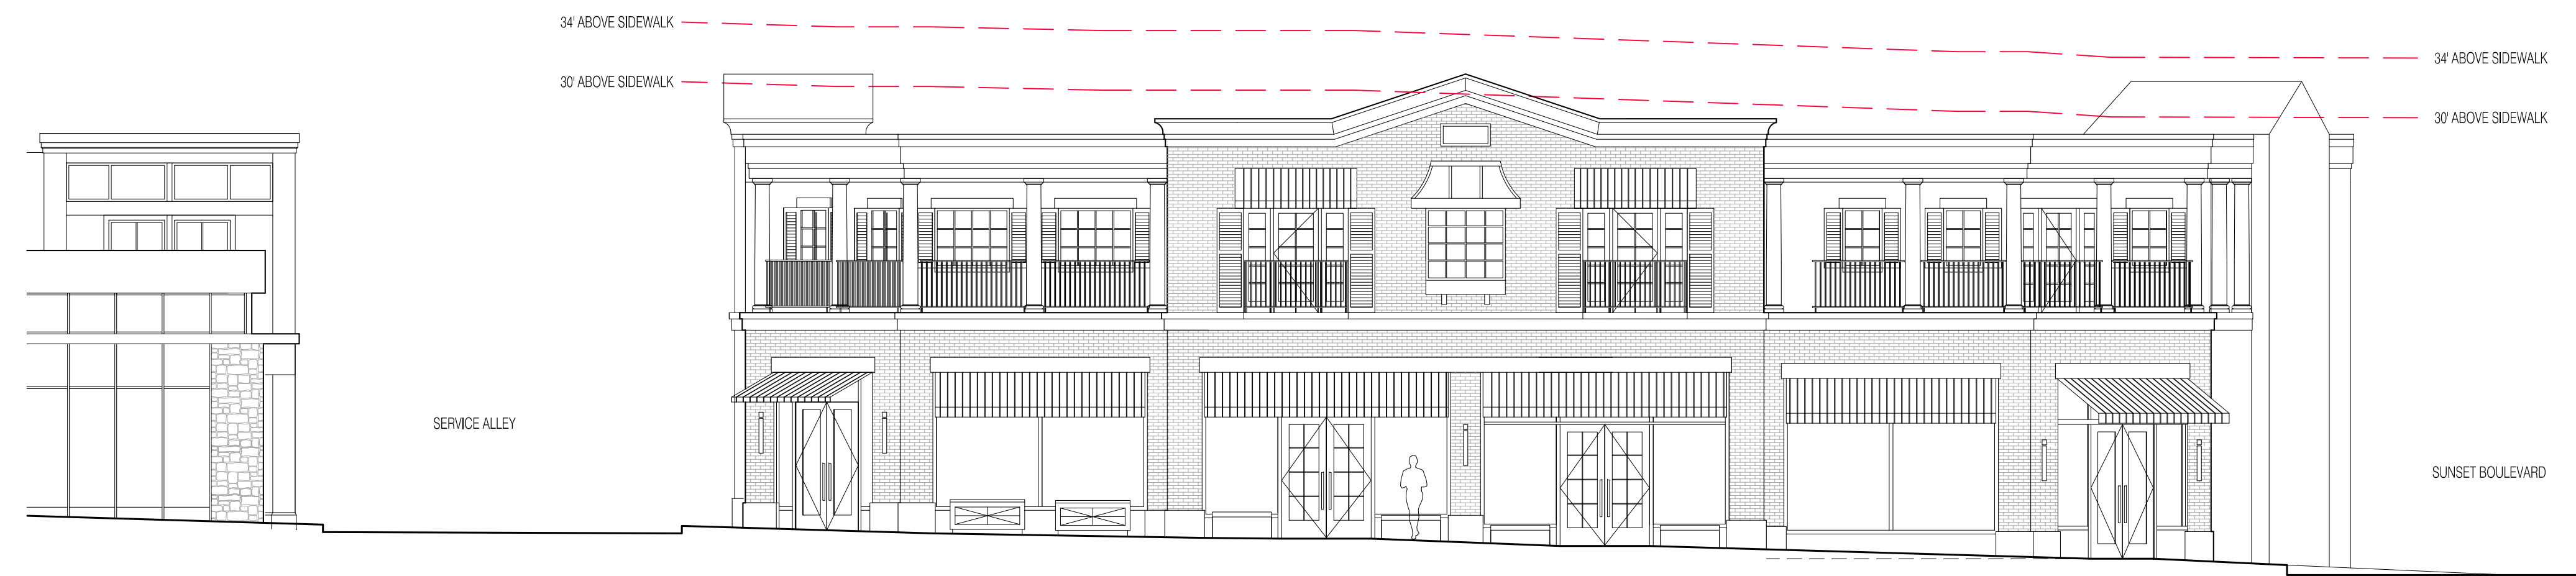 34' ABOVE SIDEWALK
34' ABOVE SIDEWALK
30' ABOVE SIDEWALK
30' ABOVE SIDEWALK
SERVICE ALLEY
SUNSET BOULEVARD